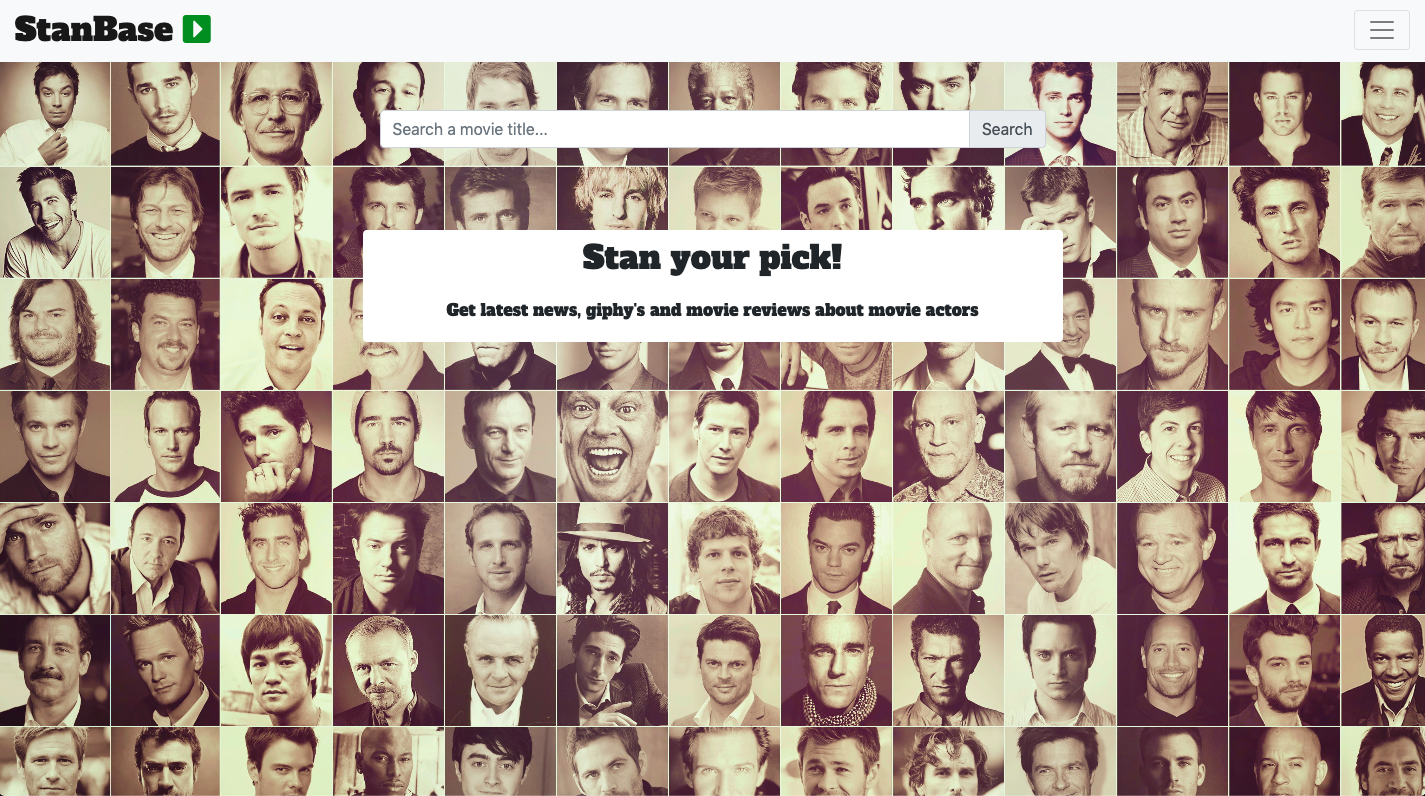 StanBase
Search a movie title...
Search
Stan your pick!
Get latest news, giphy's and movie reviews about movie actors